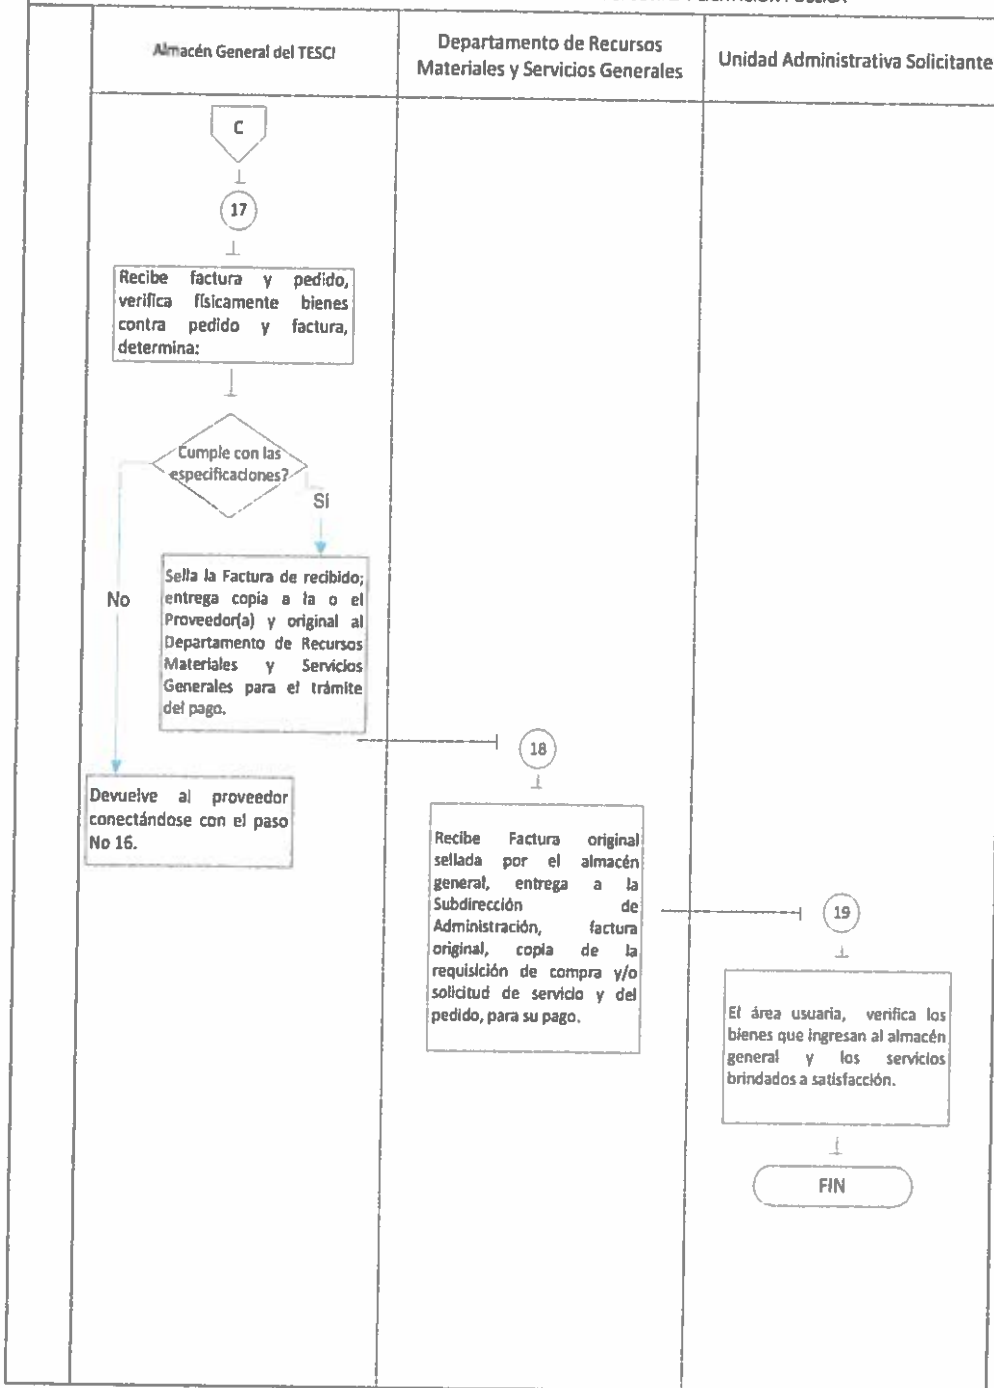 Almacén General del TESCI
Departamento de Recursos
Materiales y Servicios Generales
Unidad Administrativa Solicitante
C
17
Recibe factura y pedido,
verifica físicamente bienes
contra pedido y factura,
determina:
Cumple con las
especificaciones?
Sí
No
Sella la Factura de recibido;
entrega copia a la o el
Proveedor(a) y original al
Departamento de Recursos
Materiales y Servicios
Generales para el trámite
del pago.
Devuelve al proveedor
conectándose con el paso
No 16.
18
Recibe Factura original
sellada por el almacén
general, entrega a la
Subdirección de
Administración, factura
original, copia de la
requisición de compra y/o
solicitud de servicio y del
pedido, para su pago.
19
El área usuaria, verifica los
bienes que ingresan al almacén
general y los servicios
brindados a satisfacción.
FIN